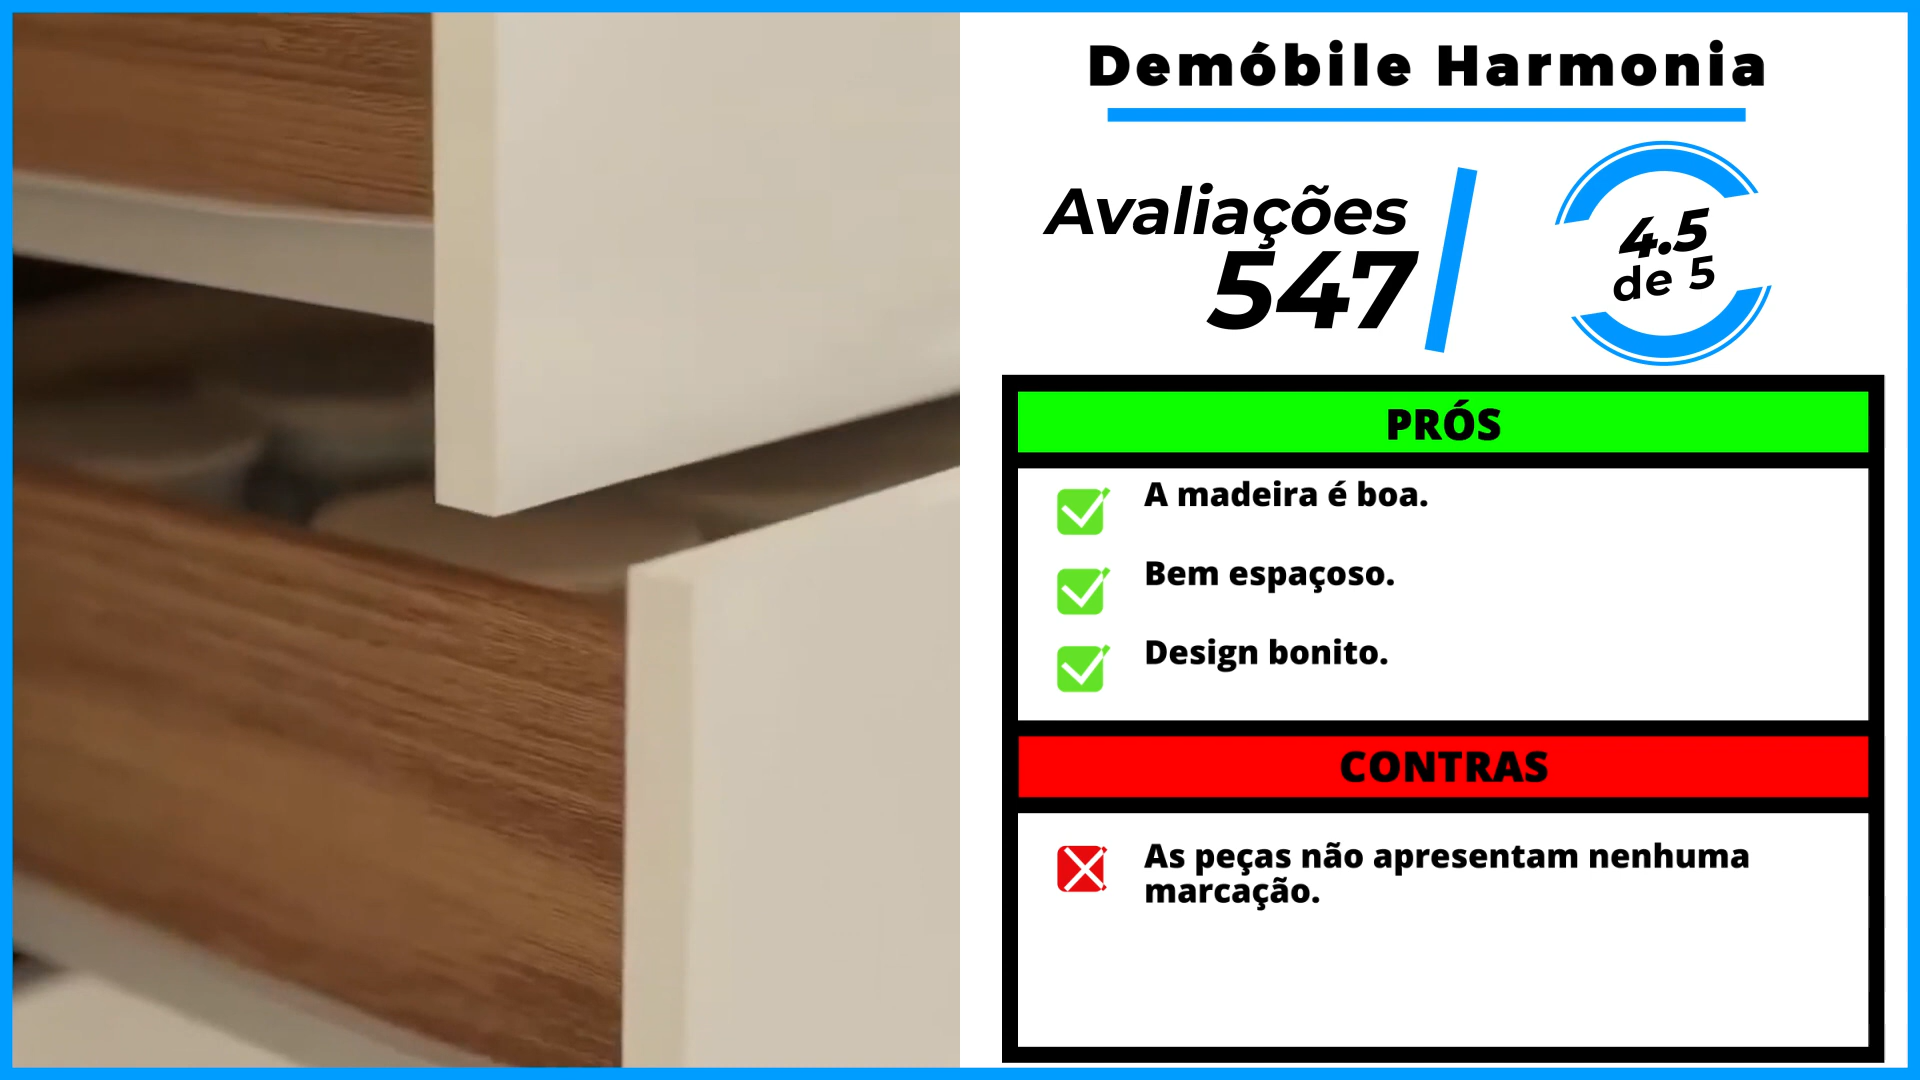 Demóbile Harmonia
Avaliações
547
4.5
de 5
PRÓS
A madeira é boa.
Bem espaçoso.
Design bonito.
CONTRAS
As peças não apresentam nenhuma
marcação.